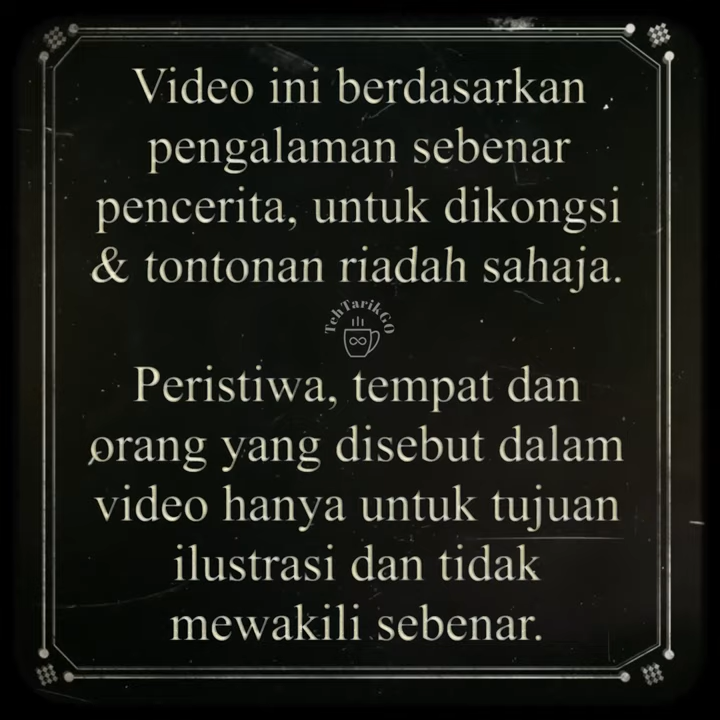 Video ini berdasarkan
pengalaman sebenar
pencerita, untuk dikongsi
& tontonan riadah sahaja.
TehTarikGO
Peristiwa, tempat dan
orang yang disebut dalam
video hanya untuk tujuan
ilustrasi dan tidak
mewakili sebenar.